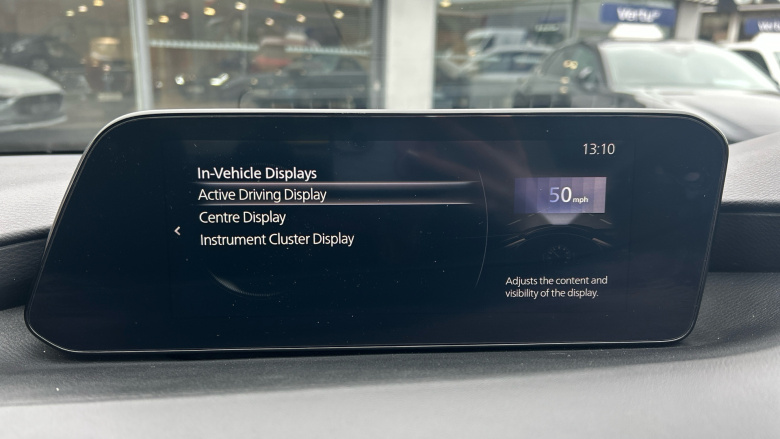 Vertu
13:10
In-Vehicle Displays
Active Driving Display
Centre Display
Instrument Cluster Display
50 mph
Adjusts the content and
visibility of the display.